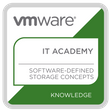 vmware®
IT ACADEMY
SOFTWARE-DEFINED
STORAGE CONCEPTS
KNOWLEDGE